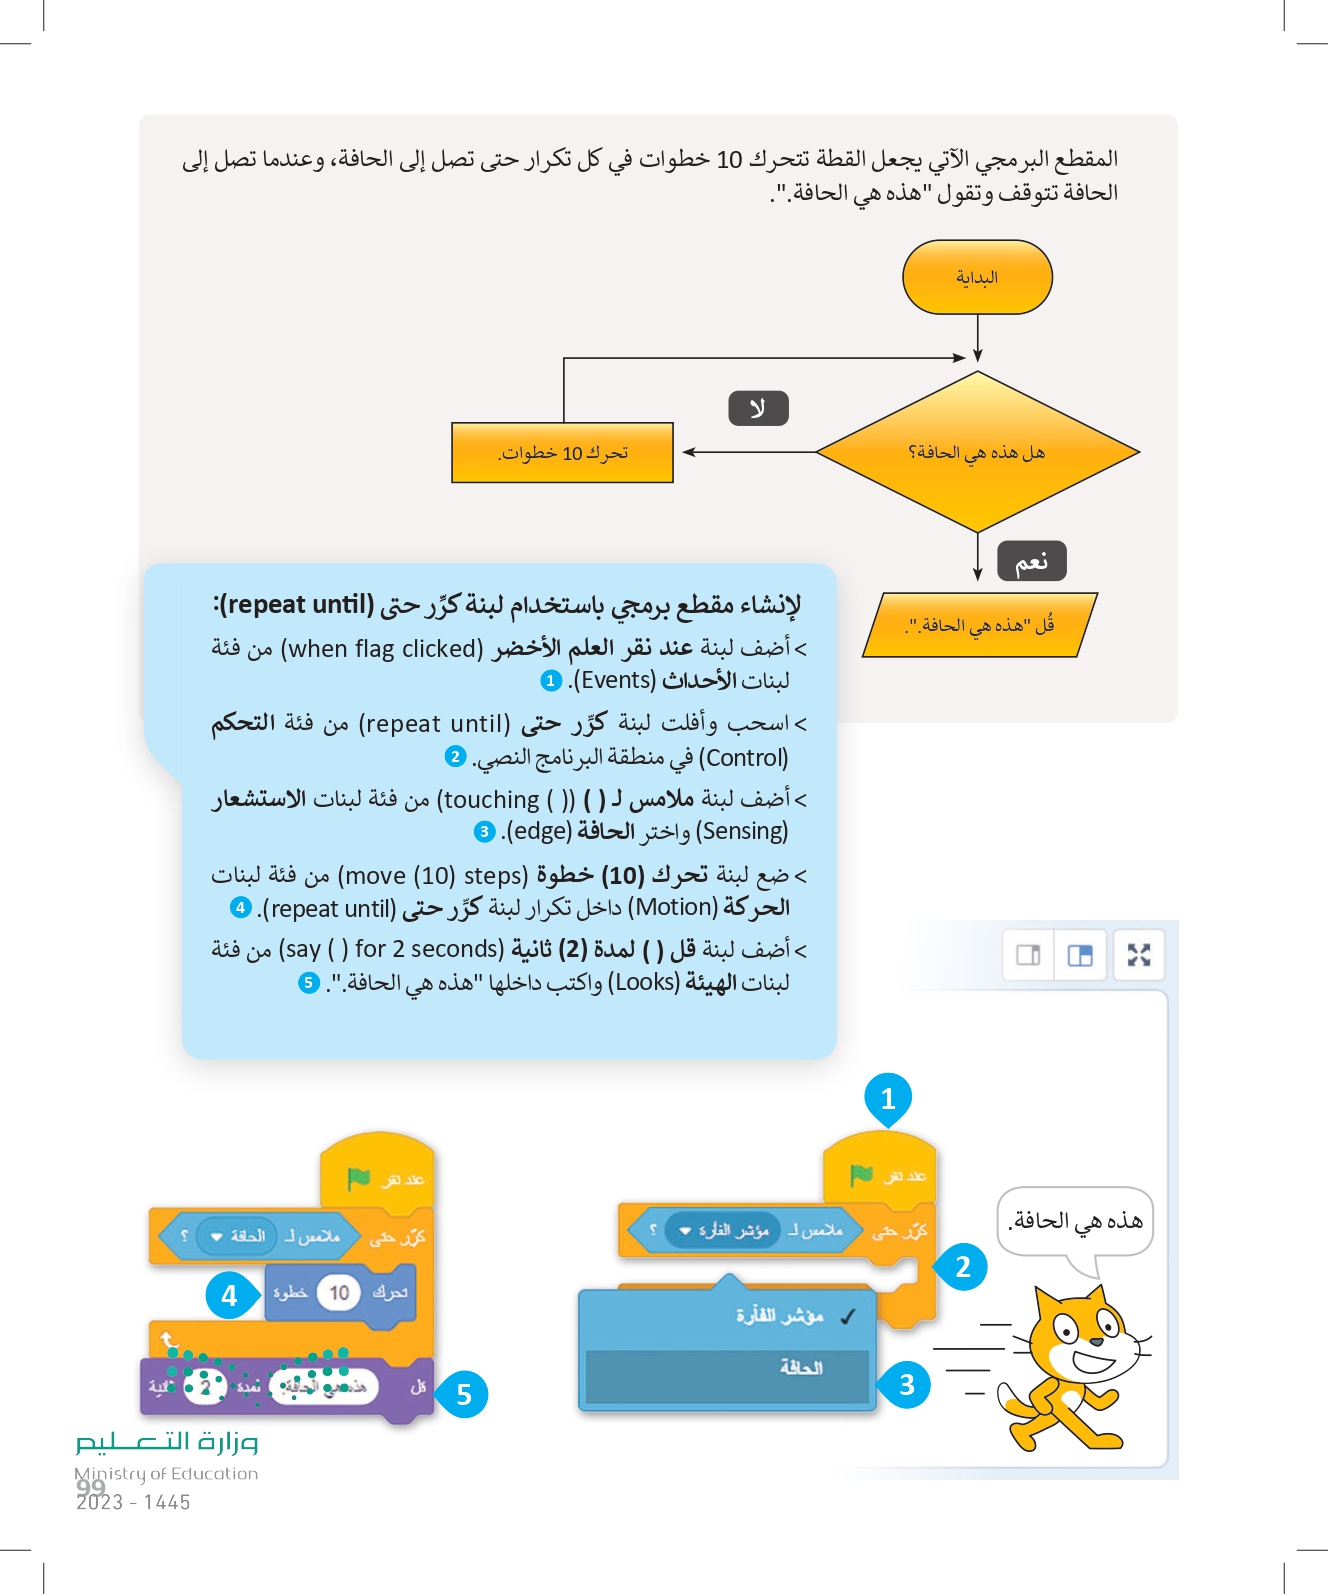 المقطع البرمجي الآتي يجعل القطة تتحرك 10 خطوات في كل تكرار حتى تصل إلى الحافة، وعندما تصل إلى
الحافة تتوقف وتقول "هذه هي الحافة.".
البداية
لا
هل هذه هي الحافة؟
تحرك 10 خطوات.
نعم
قُل "هذه هي الحافة.".
لإنشاء مقطع برمجي باستخدام لبنة كرِّر حتى (repeat until):
> أضف لبنة عند نقر العلم الأخضر (when flag clicked) من فئة
لبنات الأحداث (Events). 1
> اسحب وأفلت لبنة كرِّر حتى (repeat until) من فئة التحكم
(Control) في منطقة البرنامج النصي. 2
> أضف لبنة ملامس لـ ( ) (touching ( )) من فئة لبنات الاستشعار
(Sensing) واختر الحافة (edge). 3
> ضع لبنة تحرك (10) خطوة (move (10) steps) من فئة لبنات
الحركة (Motion) داخل تكرار لبنة كرِّر حتى (repeat until). 4
> أضف لبنة قل ( ) لمدة (2) ثانية (say ( ) for 2 seconds) من فئة
لبنات الهيئة (Looks) واكتب داخلها "هذه هي الحافة.". 5
1
عند نقر
كرِّر حتى ملامس لـ مؤشر الفأرة ؟
2
✓ مؤشر الفأرة
الحافة
3
هذه هي الحافة.
عند نقر
كرِّر حتى ملامس لـ الحافة ؟
تحرك 10 خطوة
4
قل هذه هي الحافة. لمدة 2 ثانية
5
وزارة التعليم
Ministry of Education
99
2023 - 1445